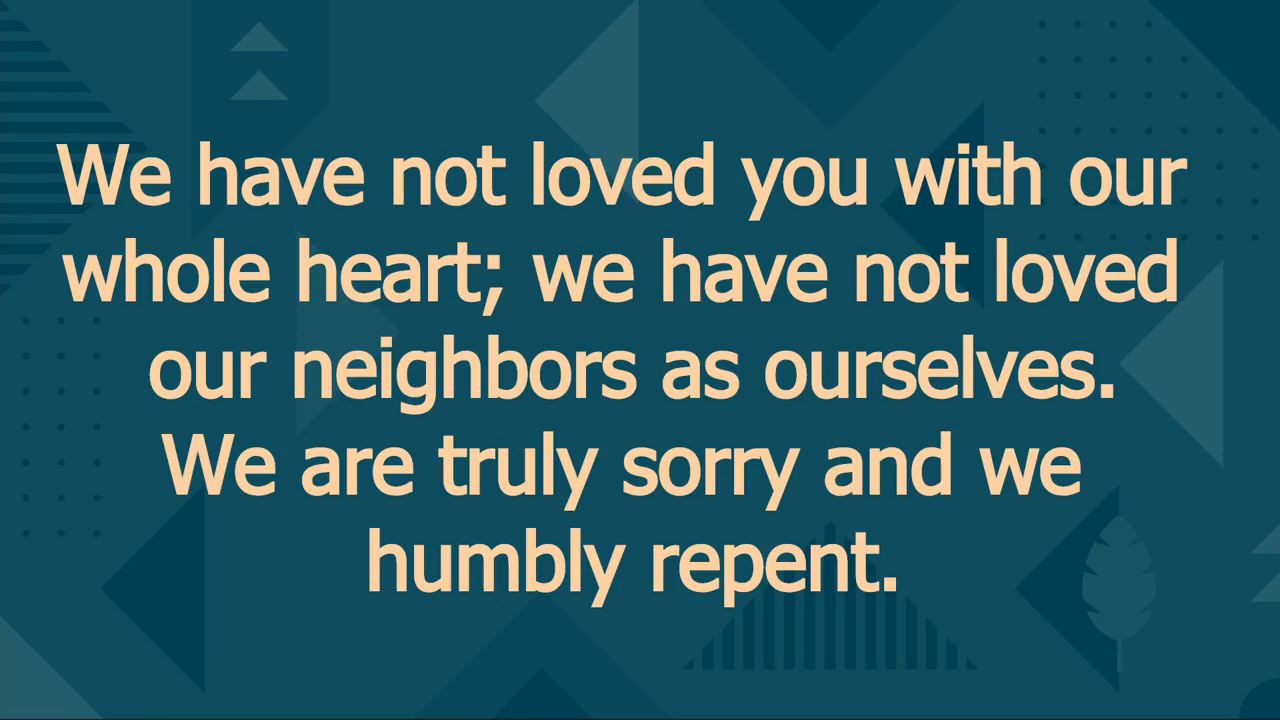 We have not loved you with our
whole heart; we have not loved
our neighbors as ourselves.
We are truly sorry and we
humbly repent.